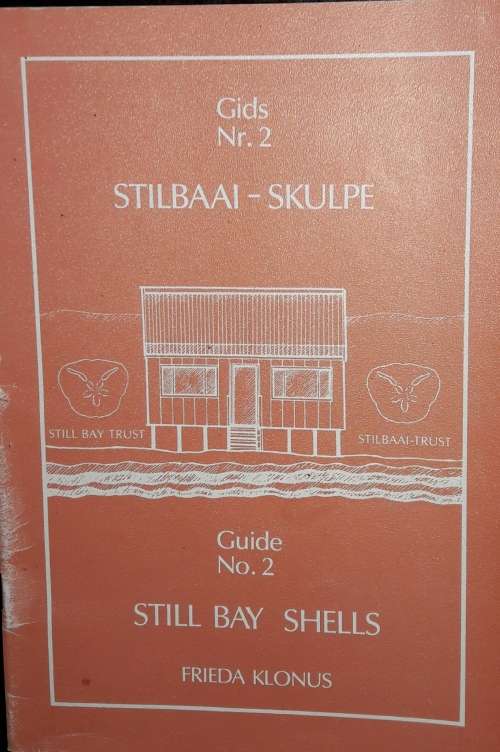 Gids
Nr. 2
STILBAAI - SKULPE
STILL BAY TRUST
STILBAAI-TRUST
Guide
No. 2
STILL BAY SHELLS
FRIEDA KLONUS